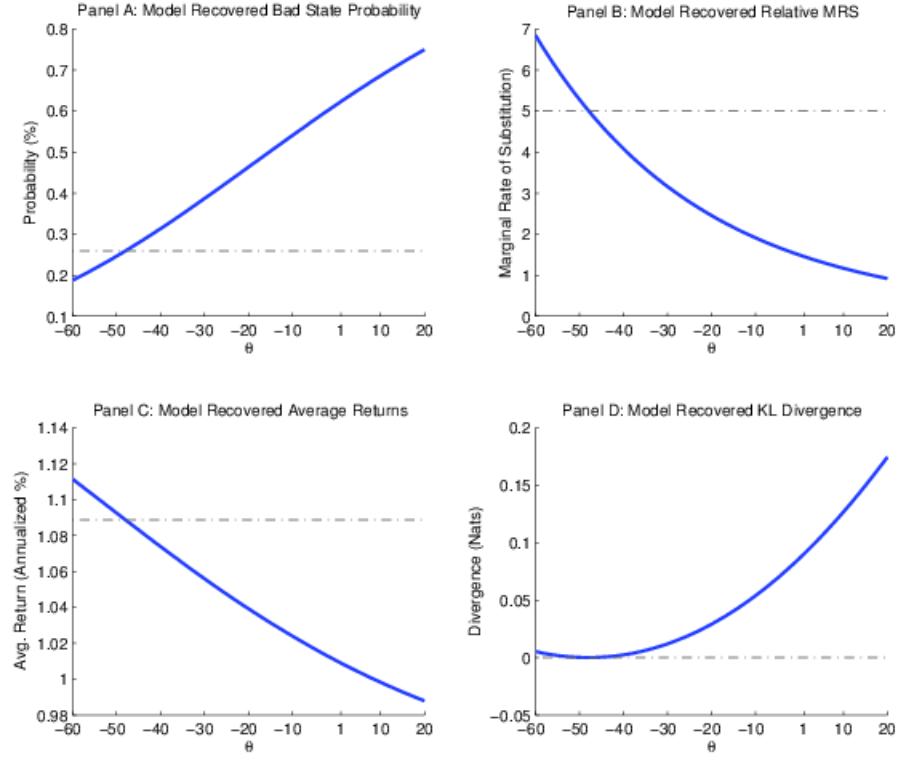 Panel A: Model Recovered Bad State Probability
0.8
0.7
0.6
0.5
0.4
0.3
0.2
0.1
Probability (%)
−60 −50 −40 −30 −20 −10 1 10 20
θ
Panel B: Model Recovered Relative MRS
7
6
5
4
3
2
1
0
Marginal Rate of Substitution)
−60 −50 −40 −30 −20 −10 1 10 20
θ
Panel C: Model Recovered Average Returns
1.14
1.12
1.1
1.08
1.06
1.04
1.02
1
0.98
Avg. Return (Annualized %)
−60 −50 −40 −30 −20 −10 1 10 20
θ
Panel D: Model Recovered KL Divergence
0.2
0.15
0.1
0.05
0
−0.05
Divergence (Nats)
−60 −50 −40 −30 −20 −10 1 10 20
θ